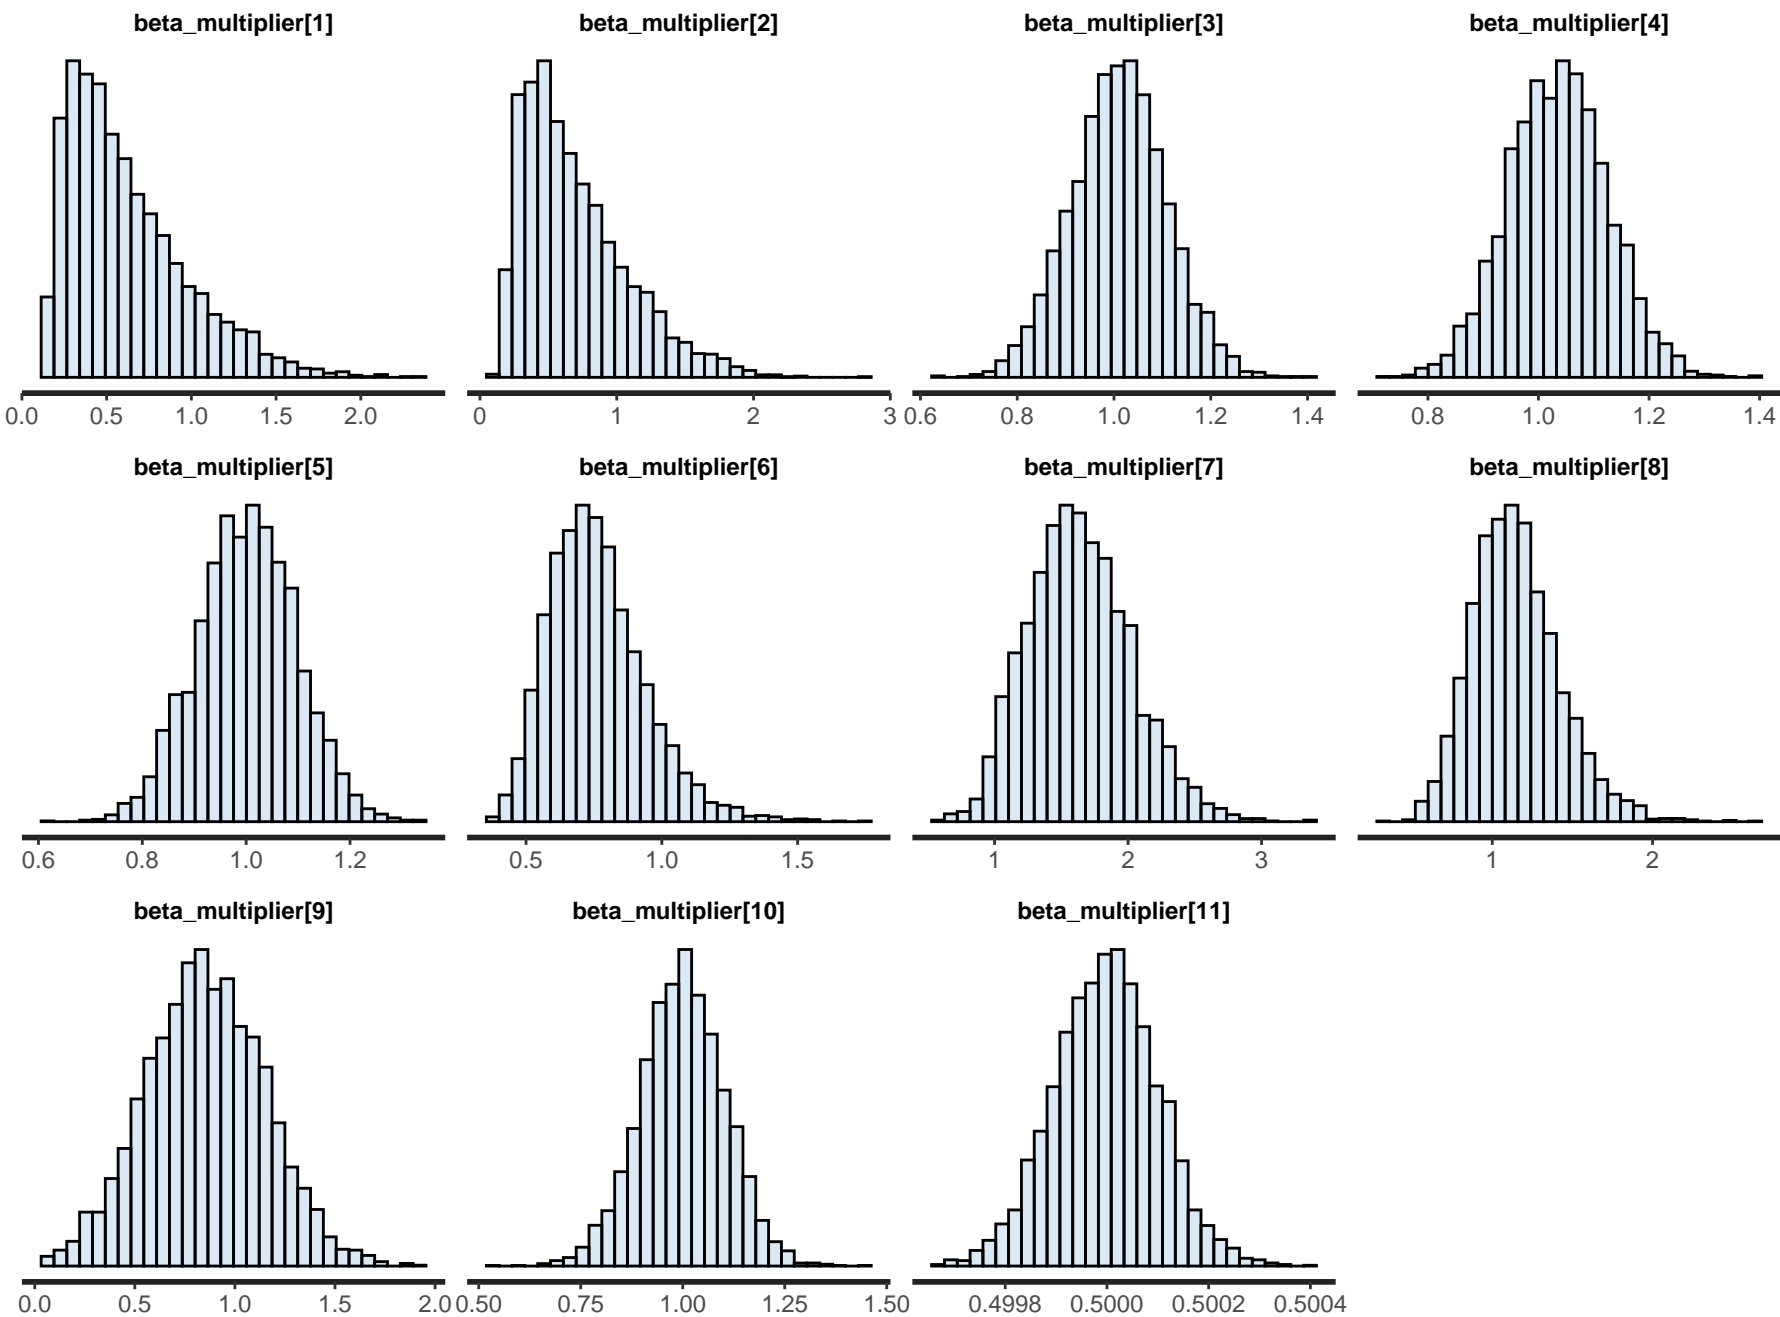 beta_multiplier[1] beta_multiplier[2] beta_multiplier[3] beta_multiplier[4]
0.0 0.5 1.0 1.5 2.0 0 1 2 3 0.6 0.8 1.0 1.2 1.4 0.8 1.0 1.2 1.4
beta_multiplier[5] beta_multiplier[6] beta_multiplier[7] beta_multiplier[8]
0.6 0.8 1.0 1.2 0.5 1.0 1.5 1 2 3 1 2
beta_multiplier[9] beta_multiplier[10] beta_multiplier[11]
0.0 0.5 1.0 1.5 2.0 0.50 0.75 1.00 1.25 1.50 0.4998 0.5000 0.5002 0.5004